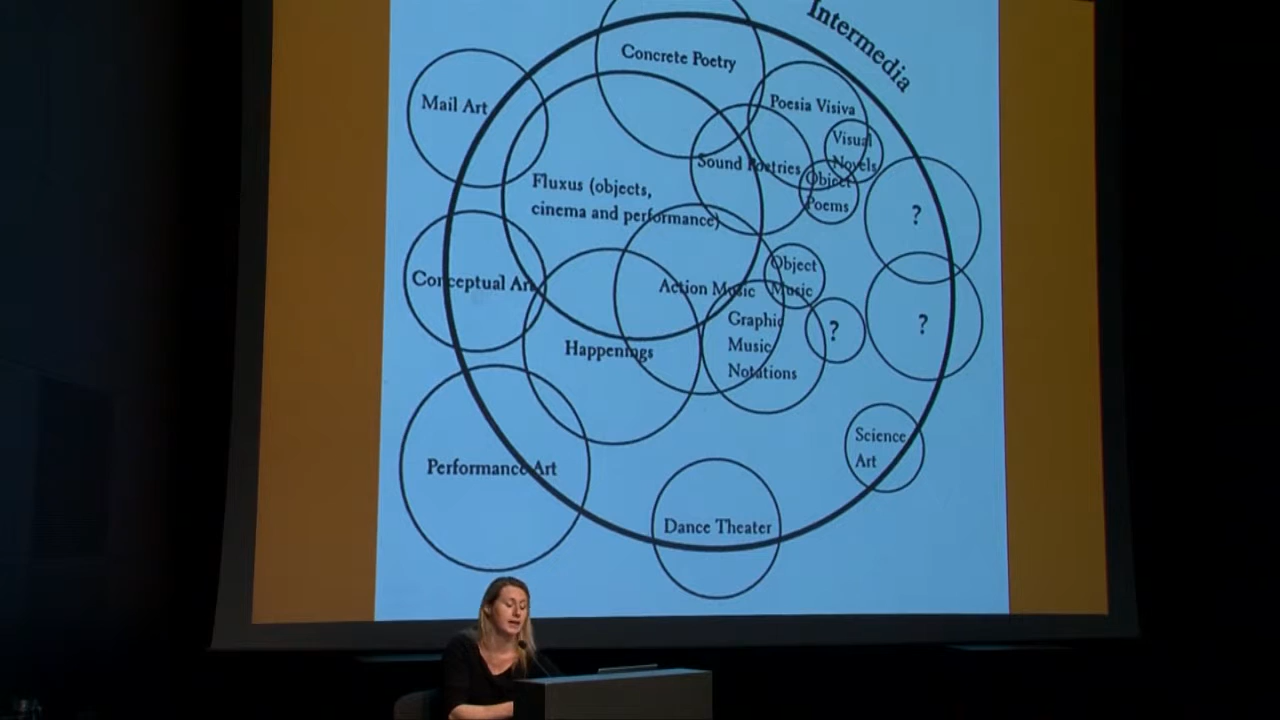 Intermedia
Concrete Poetry
Mail Art
Poesia Visiva
Visual
Novels
Sound Poetries
Object
Poems
Fluxus (objects,
cinema and performance)
?
Conceptual Art
Action Music
Object
Music
?
Graphic
Music
Notations
?
Happenings
Science
Art
Performance Art
Dance Theater